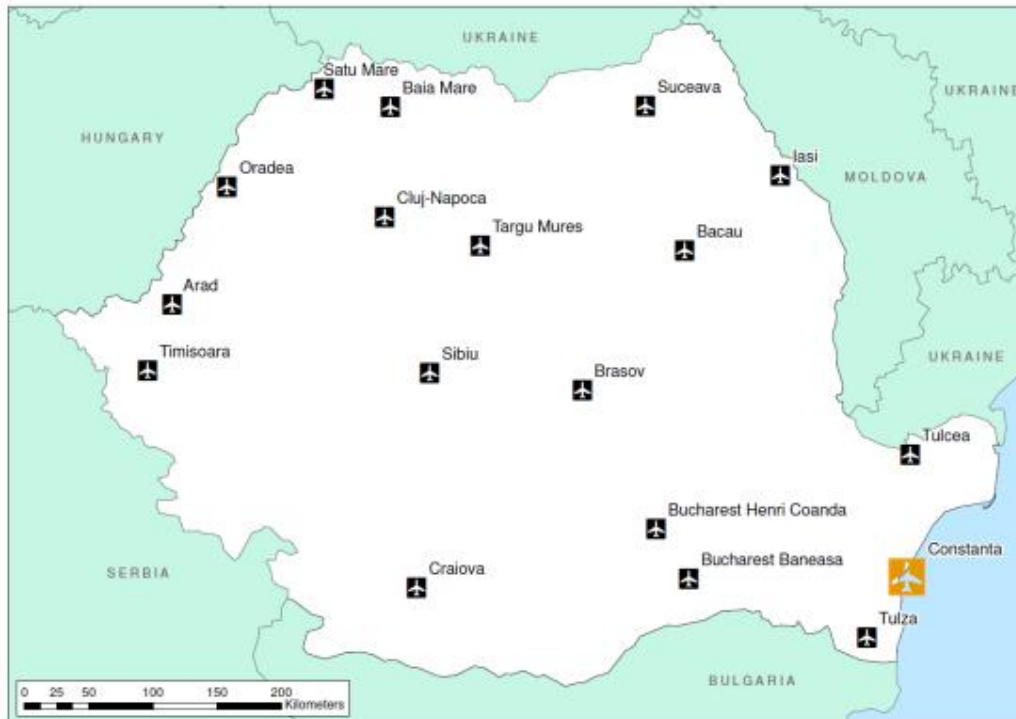 UKRAINE
Satu Mare
Baia Mare
Suceava
UKRAINE
HUNGARY
Iasi
Oradea
MOLDOVA
Cluj-Napoca
Targu Mures
Bacau
Arad
Timisoara
Sibiu
Brasov
UKRAINE
Tulcea
Bucharest Henri Coanda
Constanta
Bucharest Baneasa
SERBIA
Craiova
Tulza
BULGARIA
0 25 50 100 150 200
Kilometers